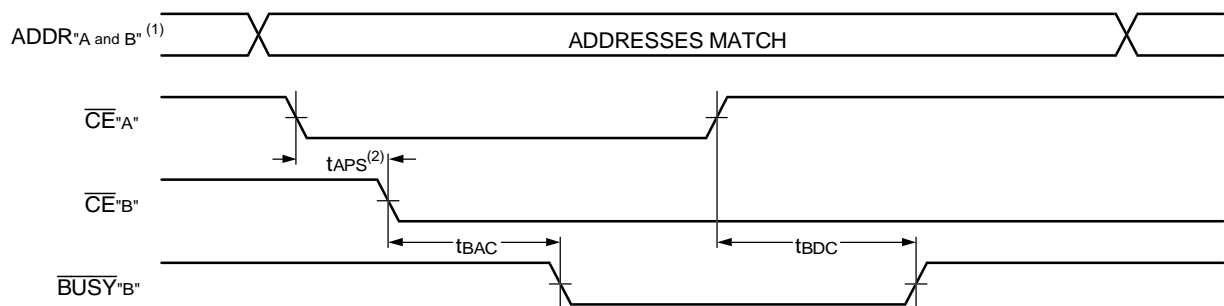 ADDR"A and B" (1)
ADDRESSES MATCH
CE"A"
tAPS(2)
CE"B"
tBAC
tBDC
BUSY"B"